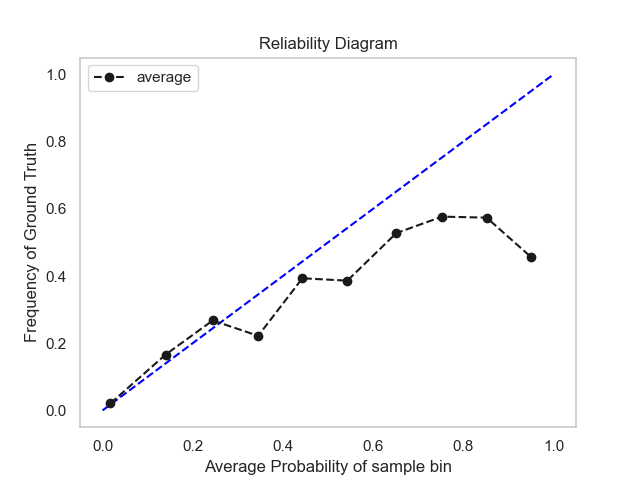 Reliability Diagram
average
1.0
0.8
0.6
0.4
0.2
0.0
Frequency of Ground Truth
0.0 0.2 0.4 0.6 0.8 1.0
Average Probability of sample bin